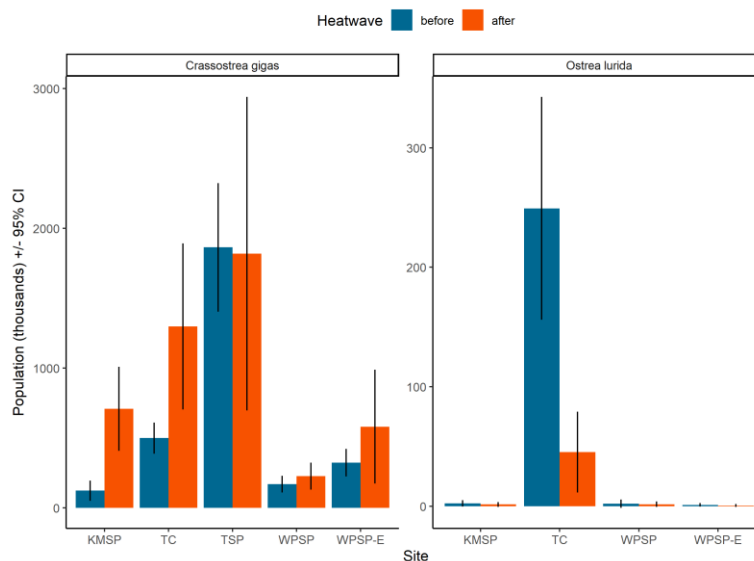 Heatwave before after
Crassostrea gigas
Ostrea lurida
Population (thousands) +/- 95% CI
3000
2000
1000
0
300
200
100
0
KMSP TC TSP WPSP WPSP-E
KMSP TC WPSP WPSP-E
Site